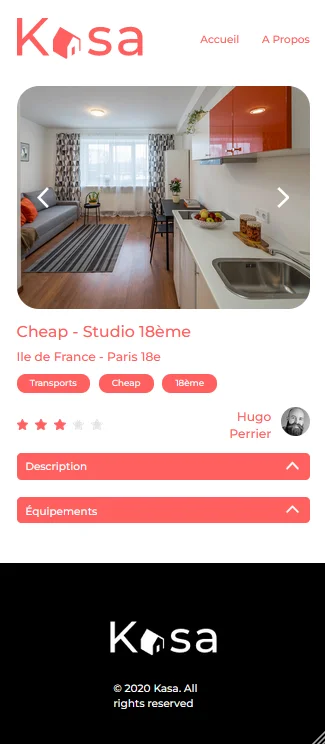 Kasa
Accueil
A Propos
Cheap - Studio 18ème
Ile de France - Paris 18e
Transports
Cheap
18ème
Hugo
Perrier
Description
Équipements
Kasa
© 2020 Kasa. All
rights reserved